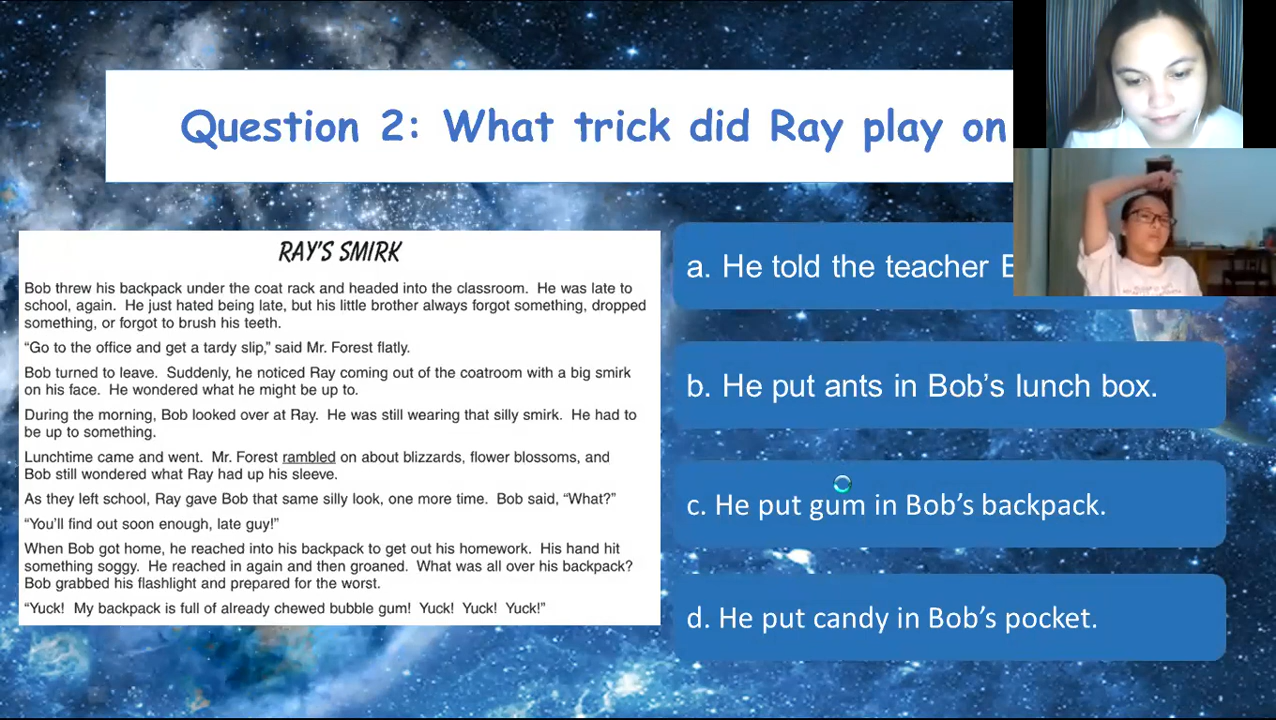 Question 2: What trick did Ray play on
RAY'S SMIRK
Bob threw his backpack under the coat rack and headed into the classroom.  He was late to
school, again.  He just hated being late, but his little brother always forgot something, dropped
something, or forgot to brush his teeth.
“Go to the office and get a tardy slip,” said Mr. Forest flatly.
Bob turned to leave.  Suddenly, he noticed Ray coming out of the coatroom with a big smirk
on his face.  He wondered what he might be up to.
During the morning, Bob looked over at Ray.  He was still wearing that silly smirk.  He had to
be up to something.
Lunchtime came and went.  Mr. Forest rambled on about blizzards, flower blossoms, and
Bob still wondered what Ray had up his sleeve.
As they left school, Ray gave Bob that same silly look, one more time.  Bob said, “What?”
“You’ll find out soon enough, late guy!”
When Bob got home, he reached into his backpack to get out his homework.  His hand hit
something soggy.  He reached in again and then groaned.  What was all over his backpack?
Bob grabbed his flashlight and prepared for the worst.
“Yuck!  My backpack is full of already chewed bubble gum!  Yuck!  Yuck!  Yuck!”
a. He told the teacher
b. He put ants in Bob’s lunch box.
c. He put gum in Bob’s backpack.
d. He put candy in Bob’s pocket.